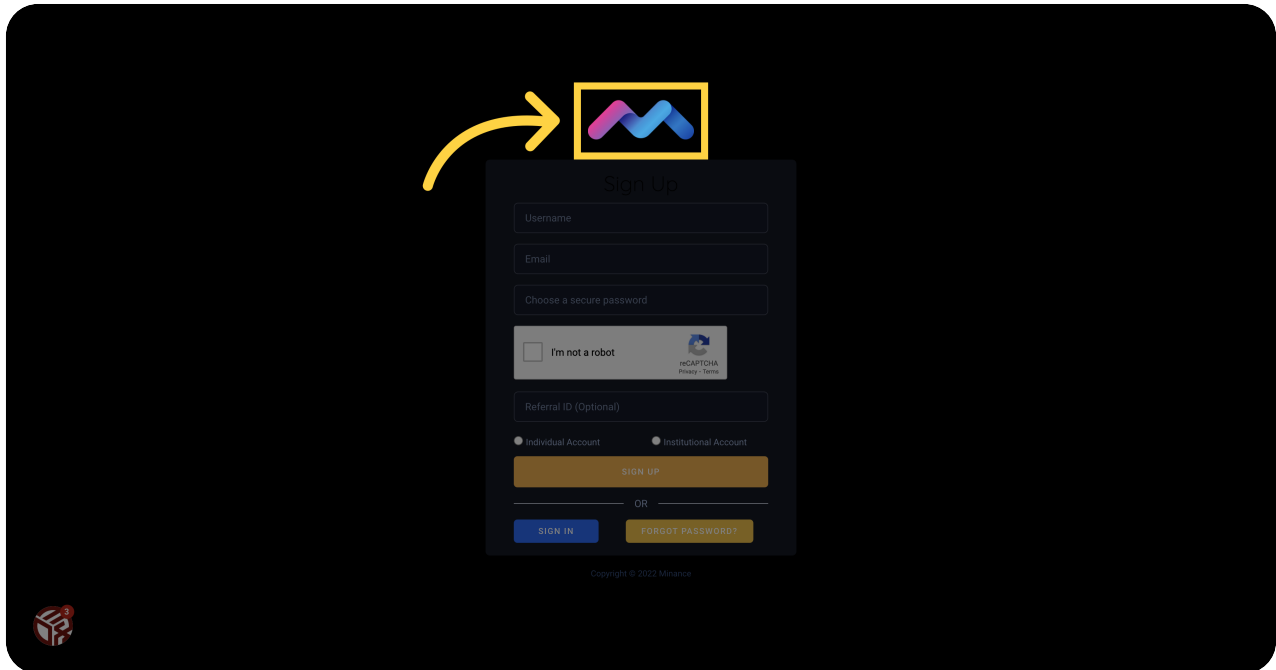 Sign Up
Username
Email
Choose a secure password
I'm not a robot
reCAPTCHA
Privacy - Terms
Referral ID (Optional)
Individual Account Institutional Account
SIGN UP
OR
SIGN IN FORGOT PASSWORD?
Copyright © 2022 Minance
3